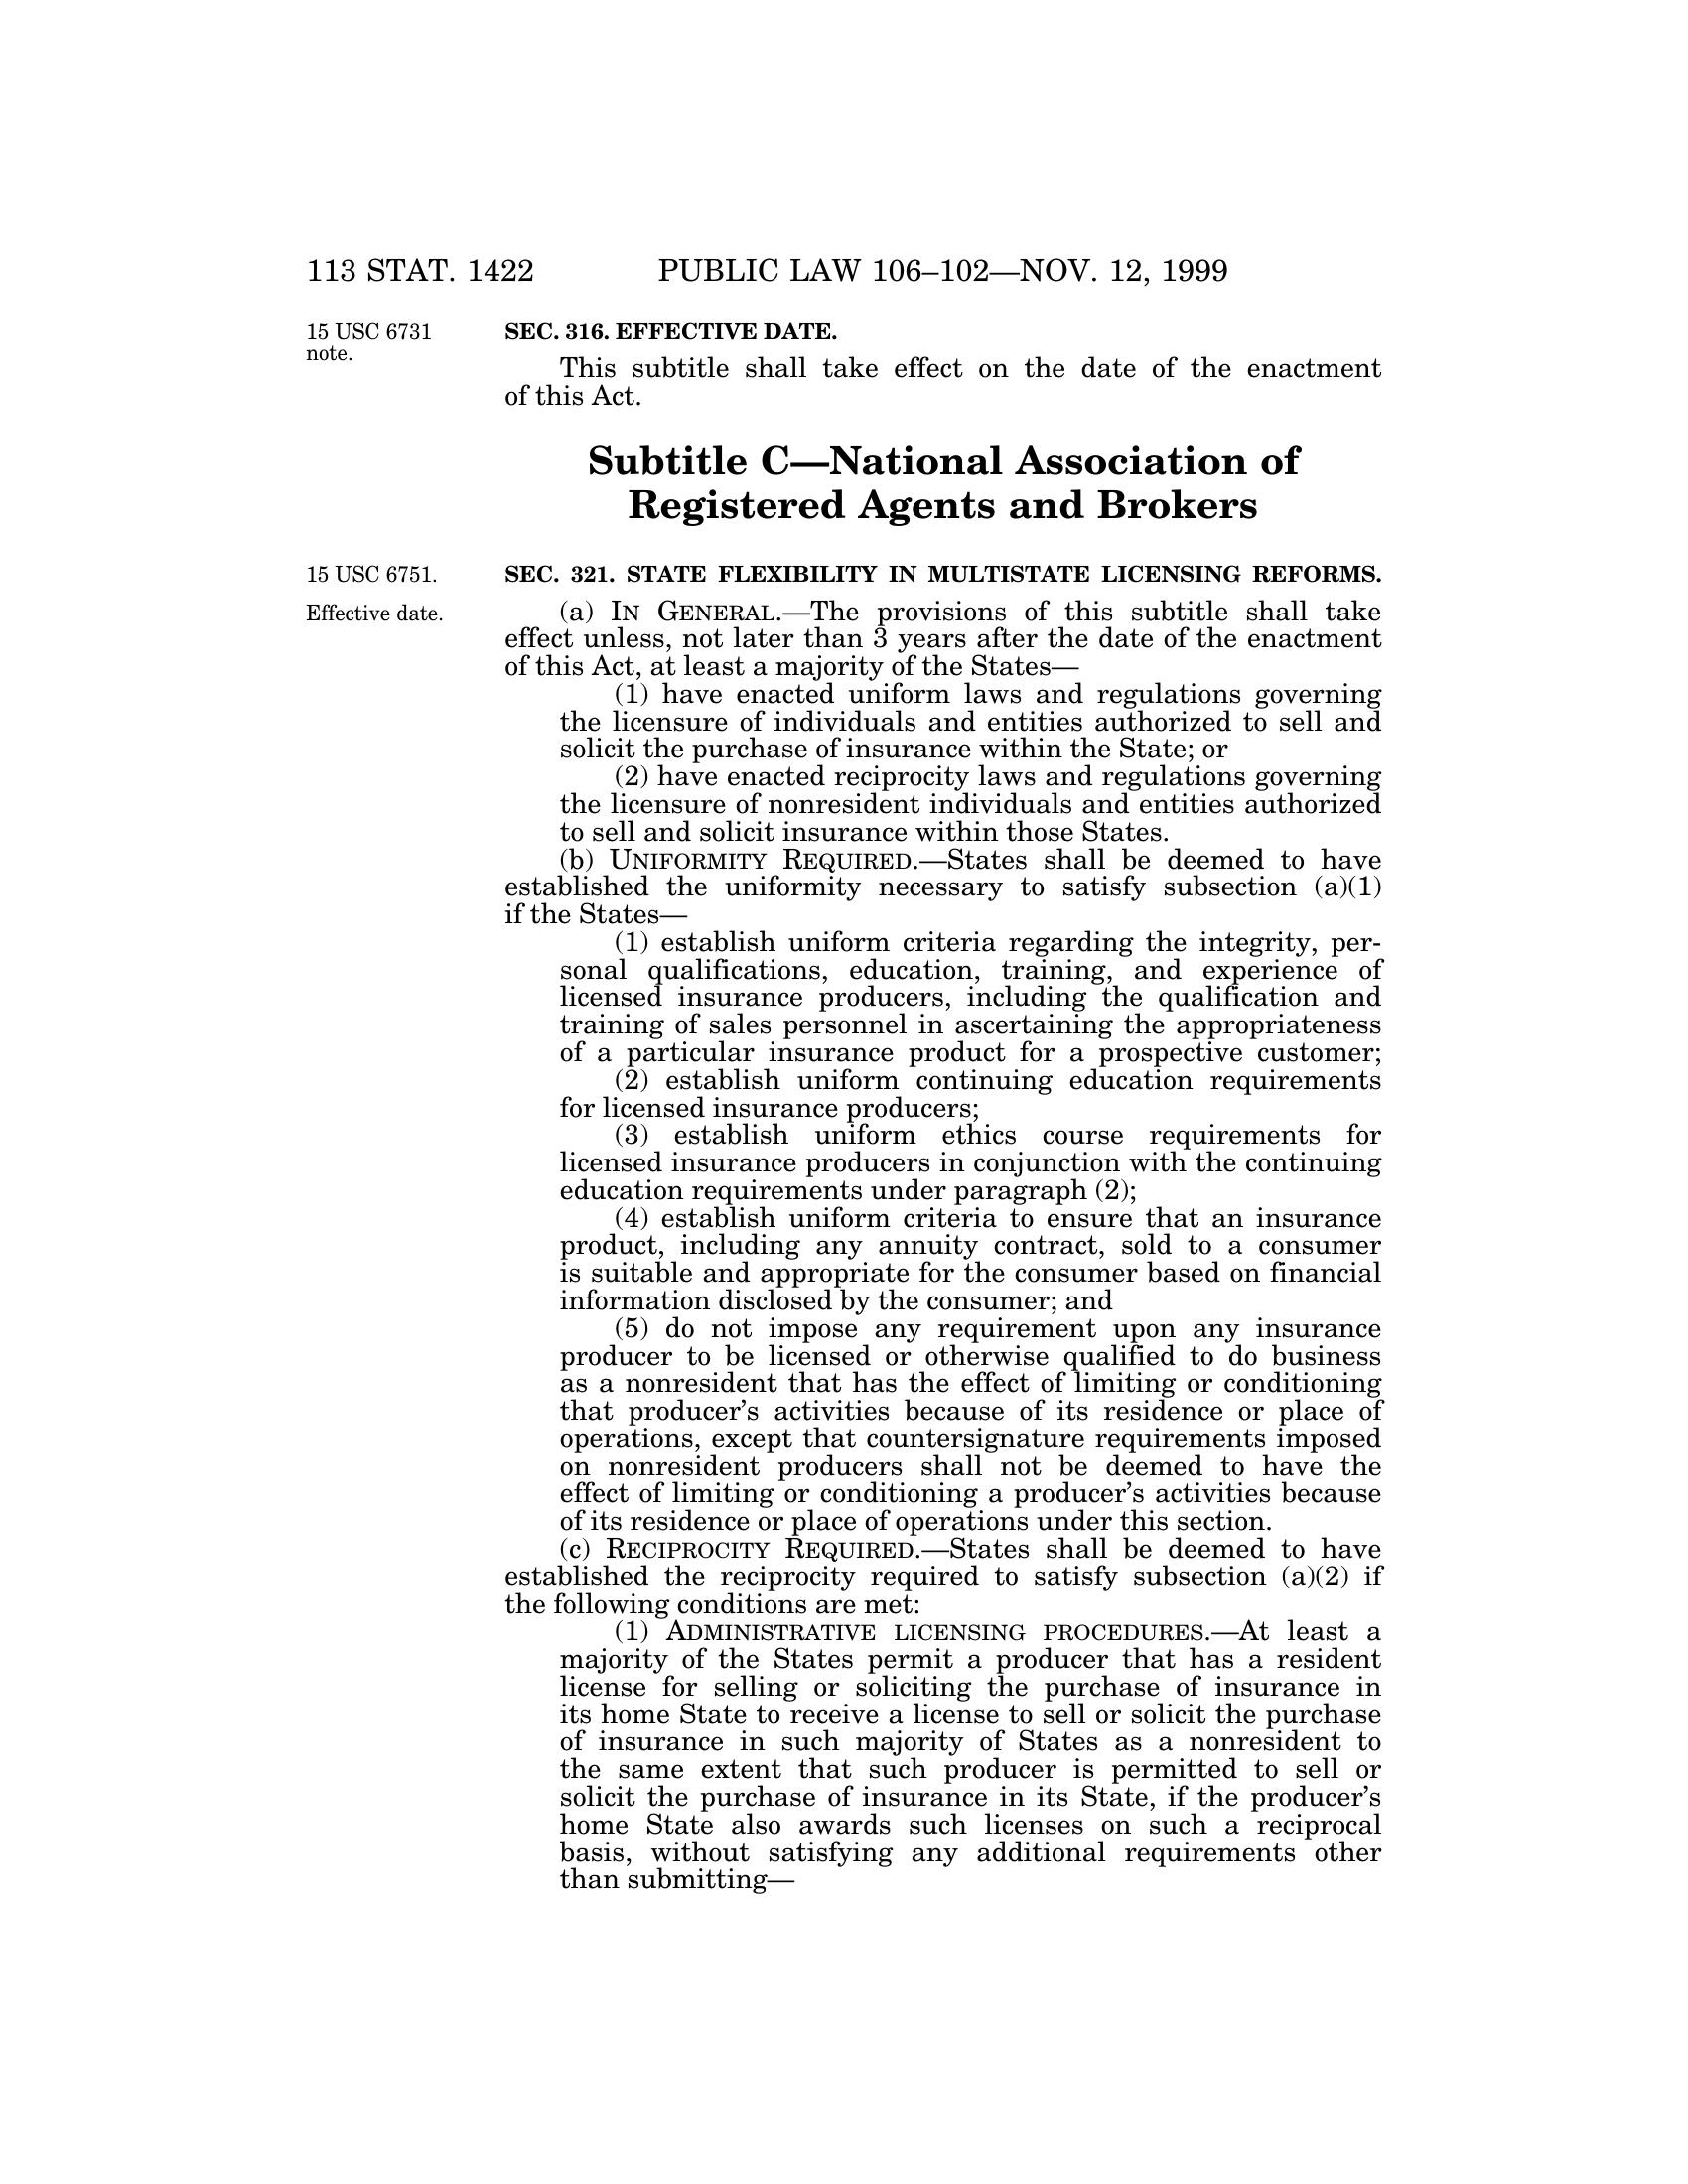 113 STAT. 1422 PUBLIC LAW 106–102—NOV. 12, 1999
15 USC 6731
note.
SEC. 316. EFFECTIVE DATE.
This subtitle shall take effect on the date of the enactment
of this Act.
Subtitle C—National Association of
Registered Agents and Brokers
15 USC 6751.
SEC. 321. STATE FLEXIBILITY IN MULTISTATE LICENSING REFORMS.
Effective date.
(a) IN GENERAL.—The provisions of this subtitle shall take
effect unless, not later than 3 years after the date of the enactment
of this Act, at least a majority of the States—
(1) have enacted uniform laws and regulations governing
the licensure of individuals and entities authorized to sell and
solicit the purchase of insurance within the State; or
(2) have enacted reciprocity laws and regulations governing
the licensure of nonresident individuals and entities authorized
to sell and solicit insurance within those States.
(b) UNIFORMITY REQUIRED.—States shall be deemed to have
established the uniformity necessary to satisfy subsection (a)(1)
if the States—
(1) establish uniform criteria regarding the integrity, per-
sonal qualifications, education, training, and experience of
licensed insurance producers, including the qualification and
training of sales personnel in ascertaining the appropriateness
of a particular insurance product for a prospective customer;
(2) establish uniform continuing education requirements
for licensed insurance producers;
(3) establish uniform ethics course requirements for
licensed insurance producers in conjunction with the continuing
education requirements under paragraph (2);
(4) establish uniform criteria to ensure that an insurance
product, including any annuity contract, sold to a consumer
is suitable and appropriate for the consumer based on financial
information disclosed by the consumer; and
(5) do not impose any requirement upon any insurance
producer to be licensed or otherwise qualified to do business
as a nonresident that has the effect of limiting or conditioning
that producer’s activities because of its residence or place of
operations, except that countersignature requirements imposed
on nonresident producers shall not be deemed to have the
effect of limiting or conditioning a producer’s activities because
of its residence or place of operations under this section.
(c) RECIPROCITY REQUIRED.—States shall be deemed to have
established the reciprocity required to satisfy subsection (a)(2) if
the following conditions are met:
(1) ADMINISTRATIVE LICENSING PROCEDURES.—At least a
majority of the States permit a producer that has a resident
license for selling or soliciting the purchase of insurance in
its home State to receive a license to sell or solicit the purchase
of insurance in such majority of States as a nonresident to
the same extent that such producer is permitted to sell or
solicit the purchase of insurance in its State, if the producer’s
home State also awards such licenses on such a reciprocal
basis, without satisfying any additional requirements other
than submitting—